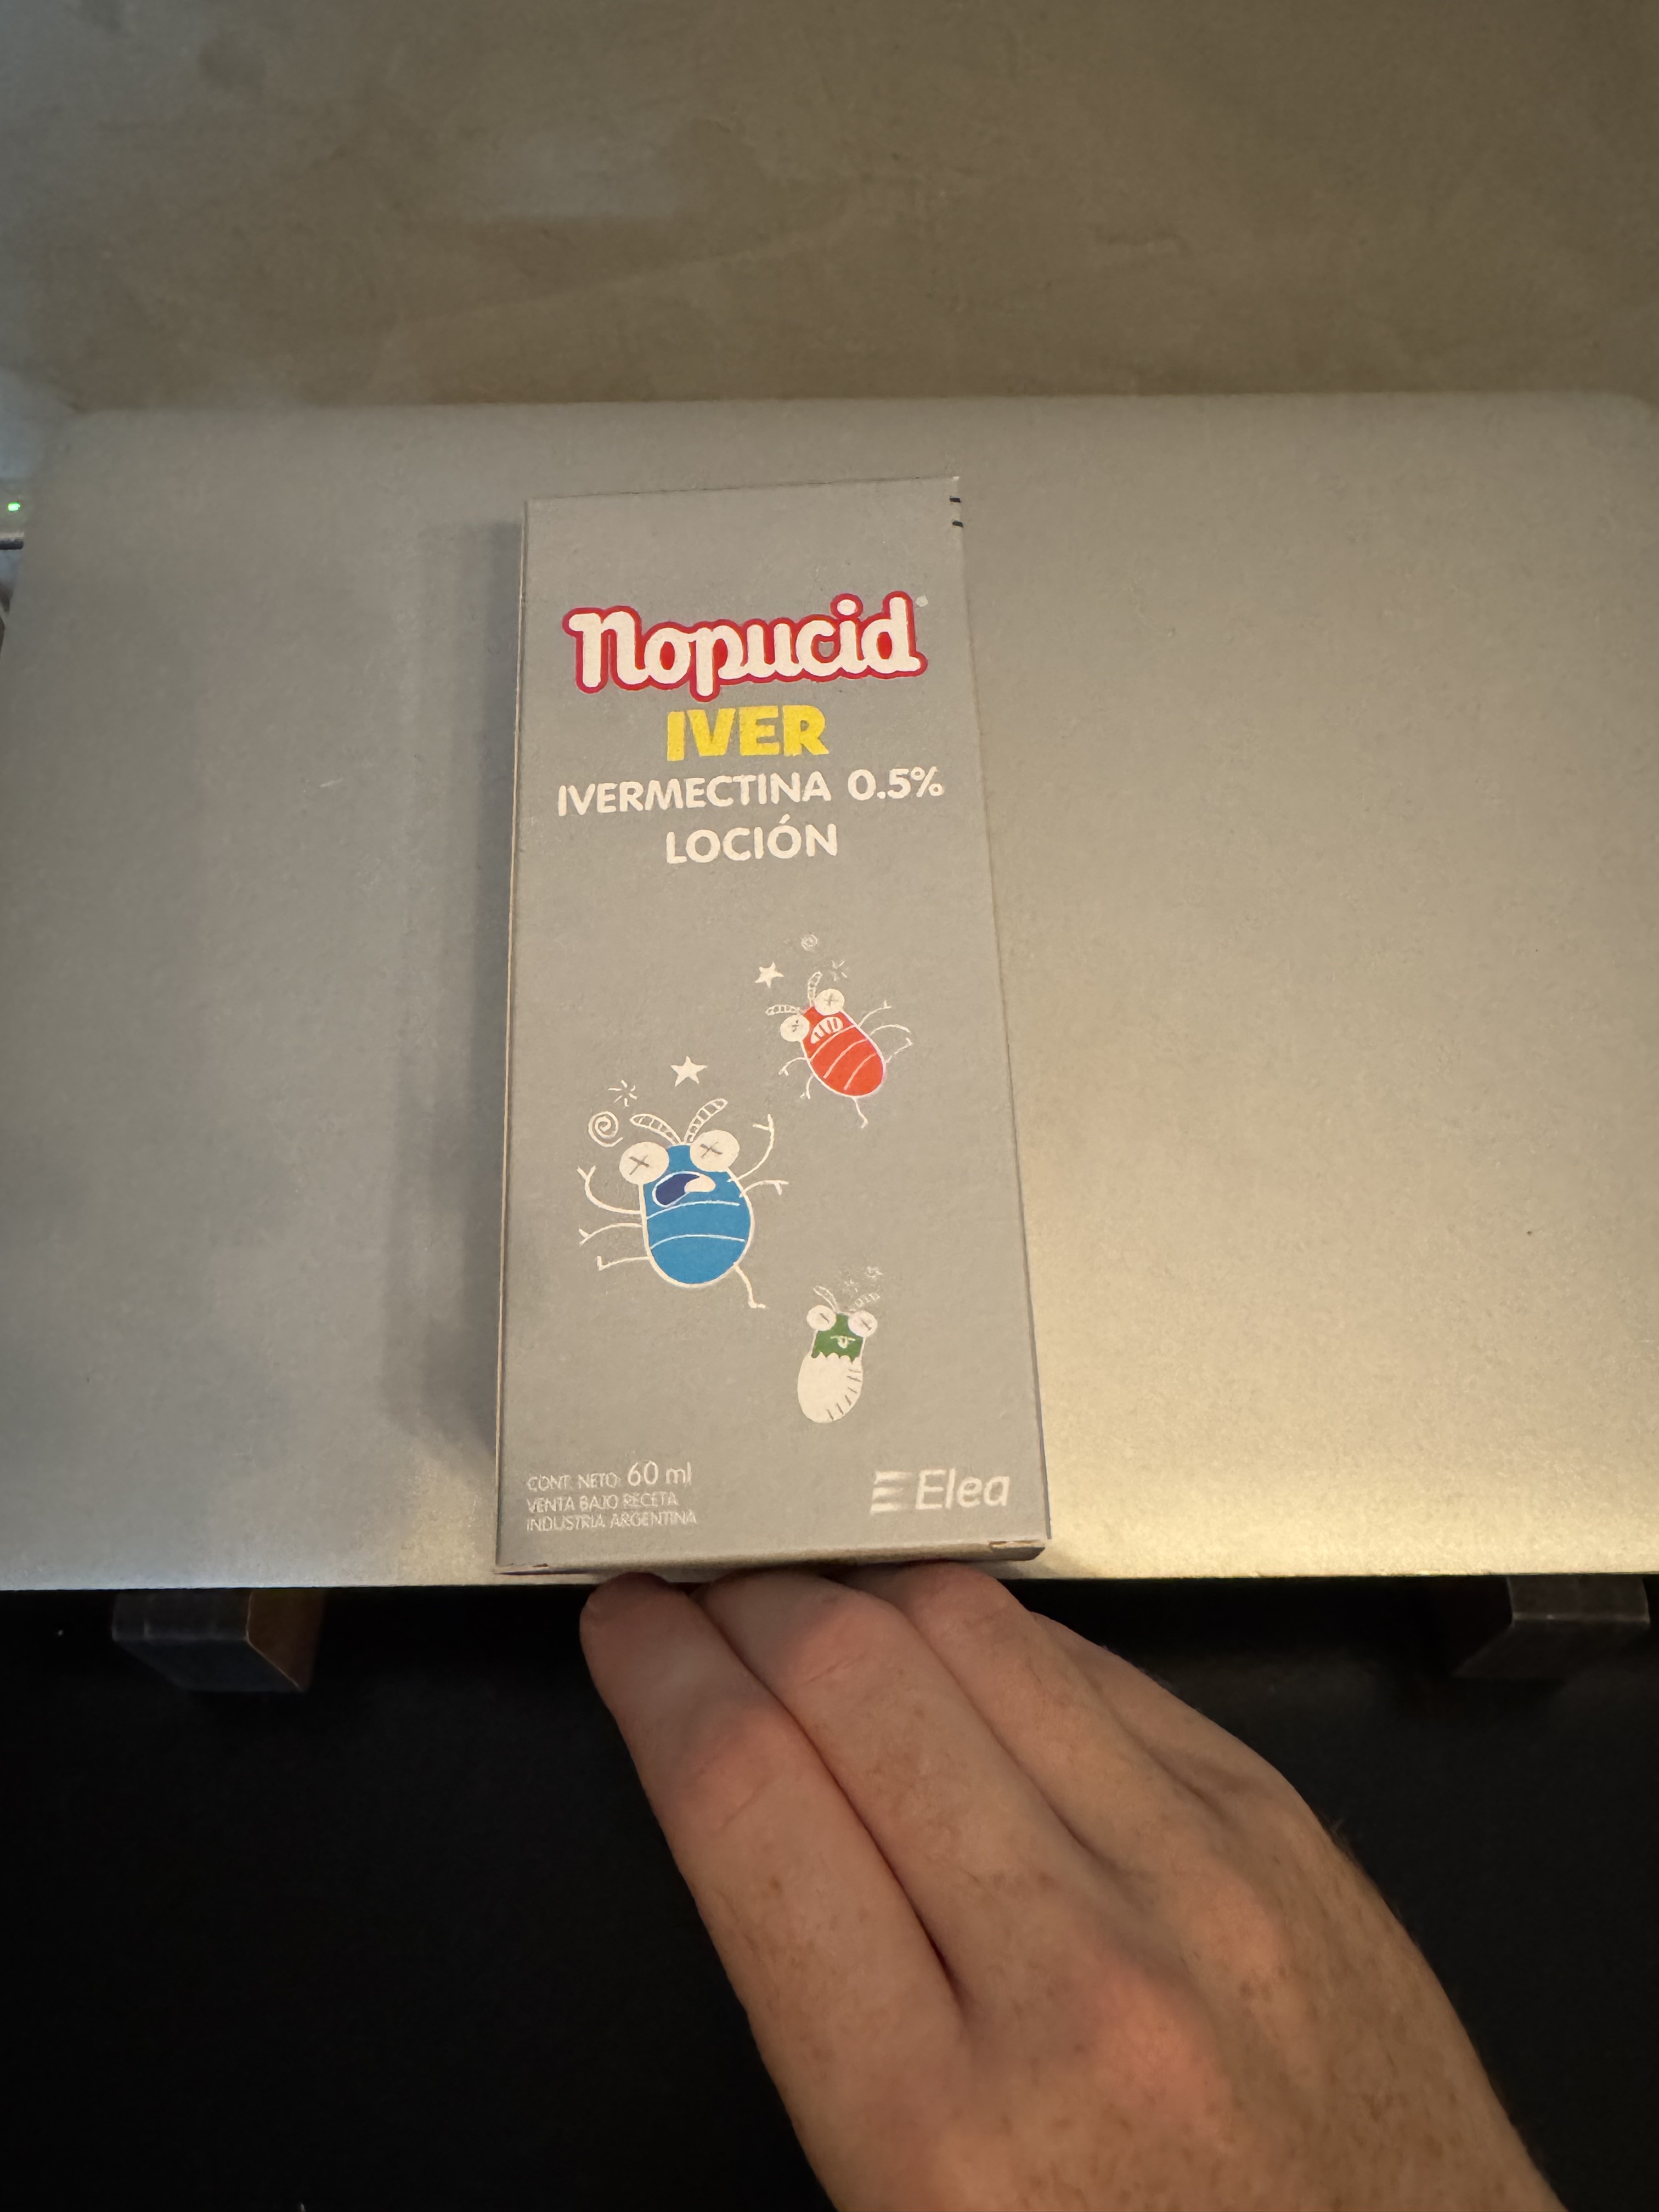 Nopucid
IVER
IVERMECTINA 0.5%
LOCIÓN
CONT. NETO: 60 ml
VENTA BAJO RECETA
INDUSTRIA ARGENTINA
Elea